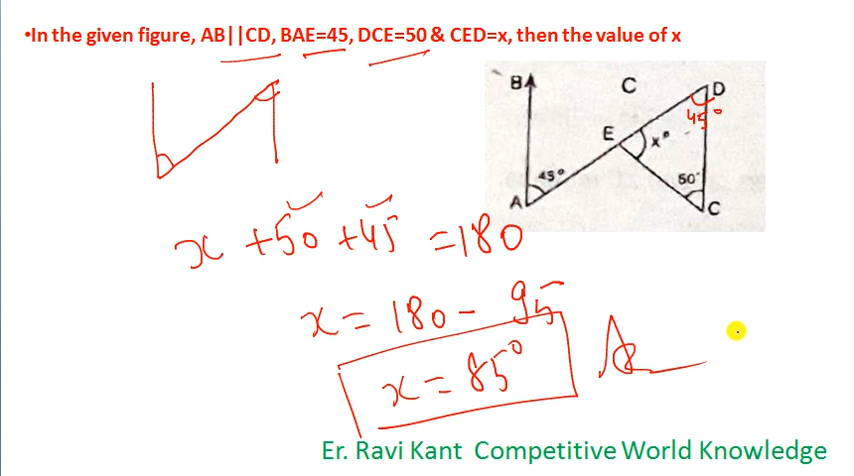 •In the given figure, AB||CD, BAE=45, DCE=50 & CED=x, then the value of x
B C D
45°
E x°
45° 50°
A C
x + 50 + 45 = 180
x = 180 - 95
x = 85°
Er. Ravi Kant Competitive World Knowledge